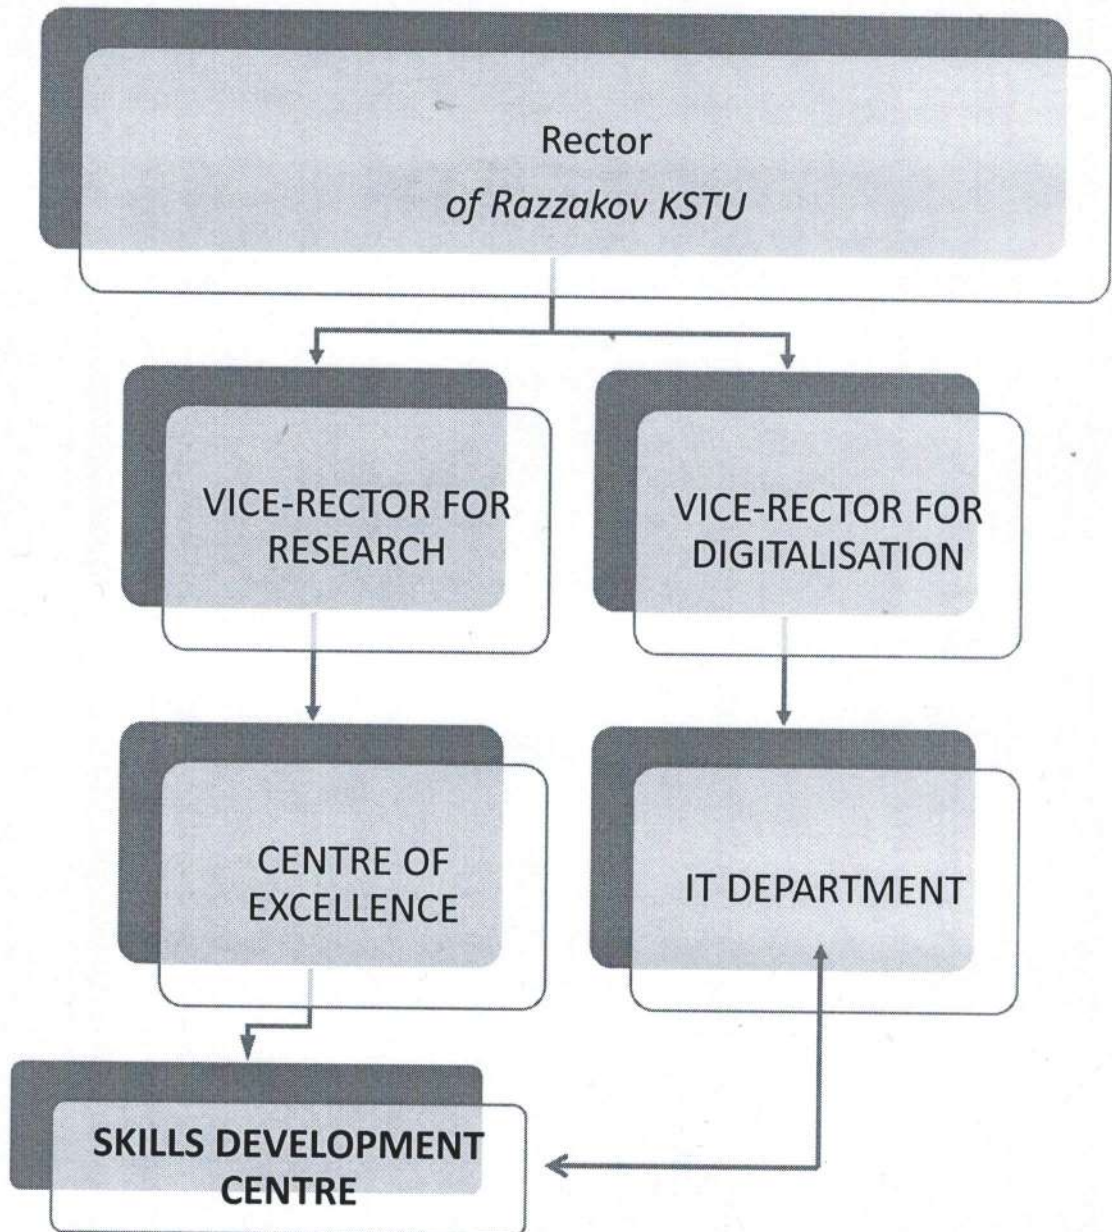 Rector
of Razzakov KSTU
VICE-RECTOR FOR
RESEARCH
VICE-RECTOR FOR
DIGITALISATION
CENTRE OF
EXCELLENCE
IT DEPARTMENT
SKILLS DEVELOPMENT
CENTRE